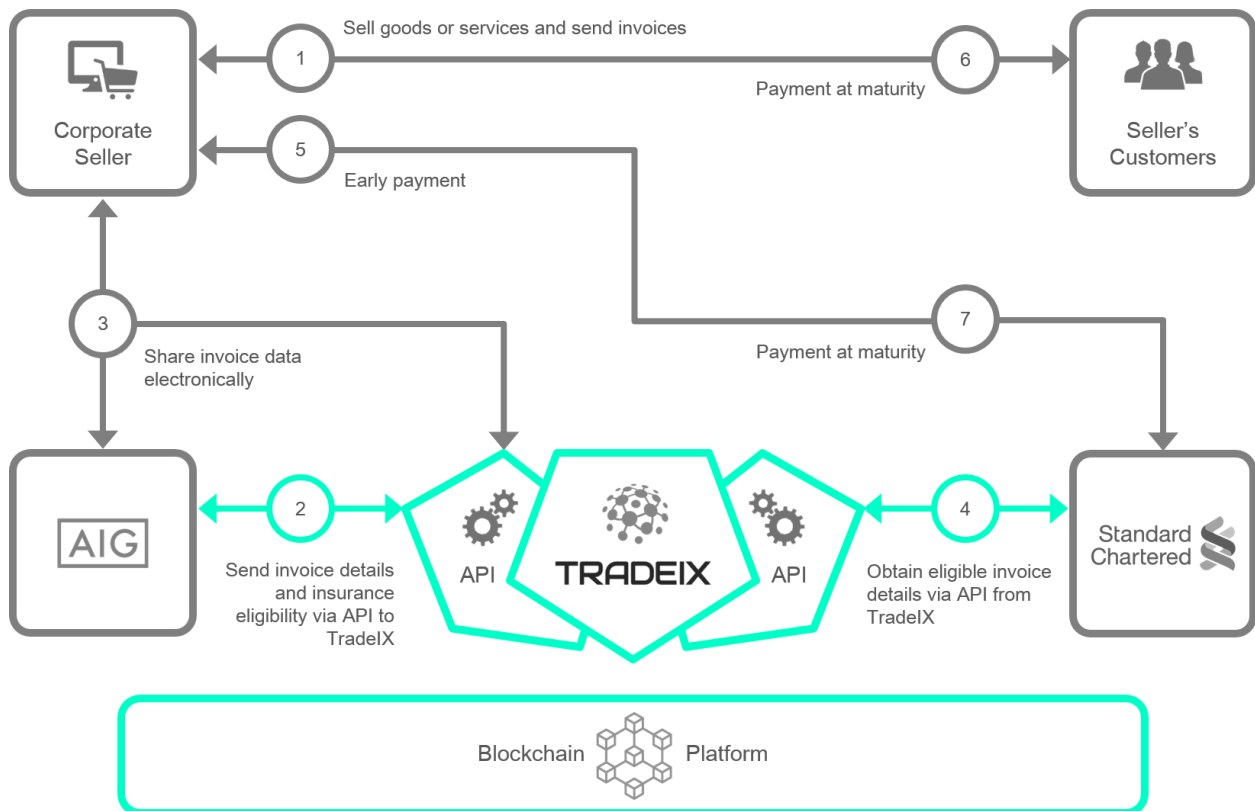 Sell goods or services and send invoices
1
6
Payment at maturity
Corporate
Seller
Seller's
Customers
5
Early payment
3
Share invoice data
electronically
7
Payment at maturity
AIG
2
Send invoice details
and insurance
eligibility via API to
TradeIX
API
TRADEIX
API
4
Obtain eligible invoice
details via API from
TradeIX
Standard
Chartered
Blockchain Platform